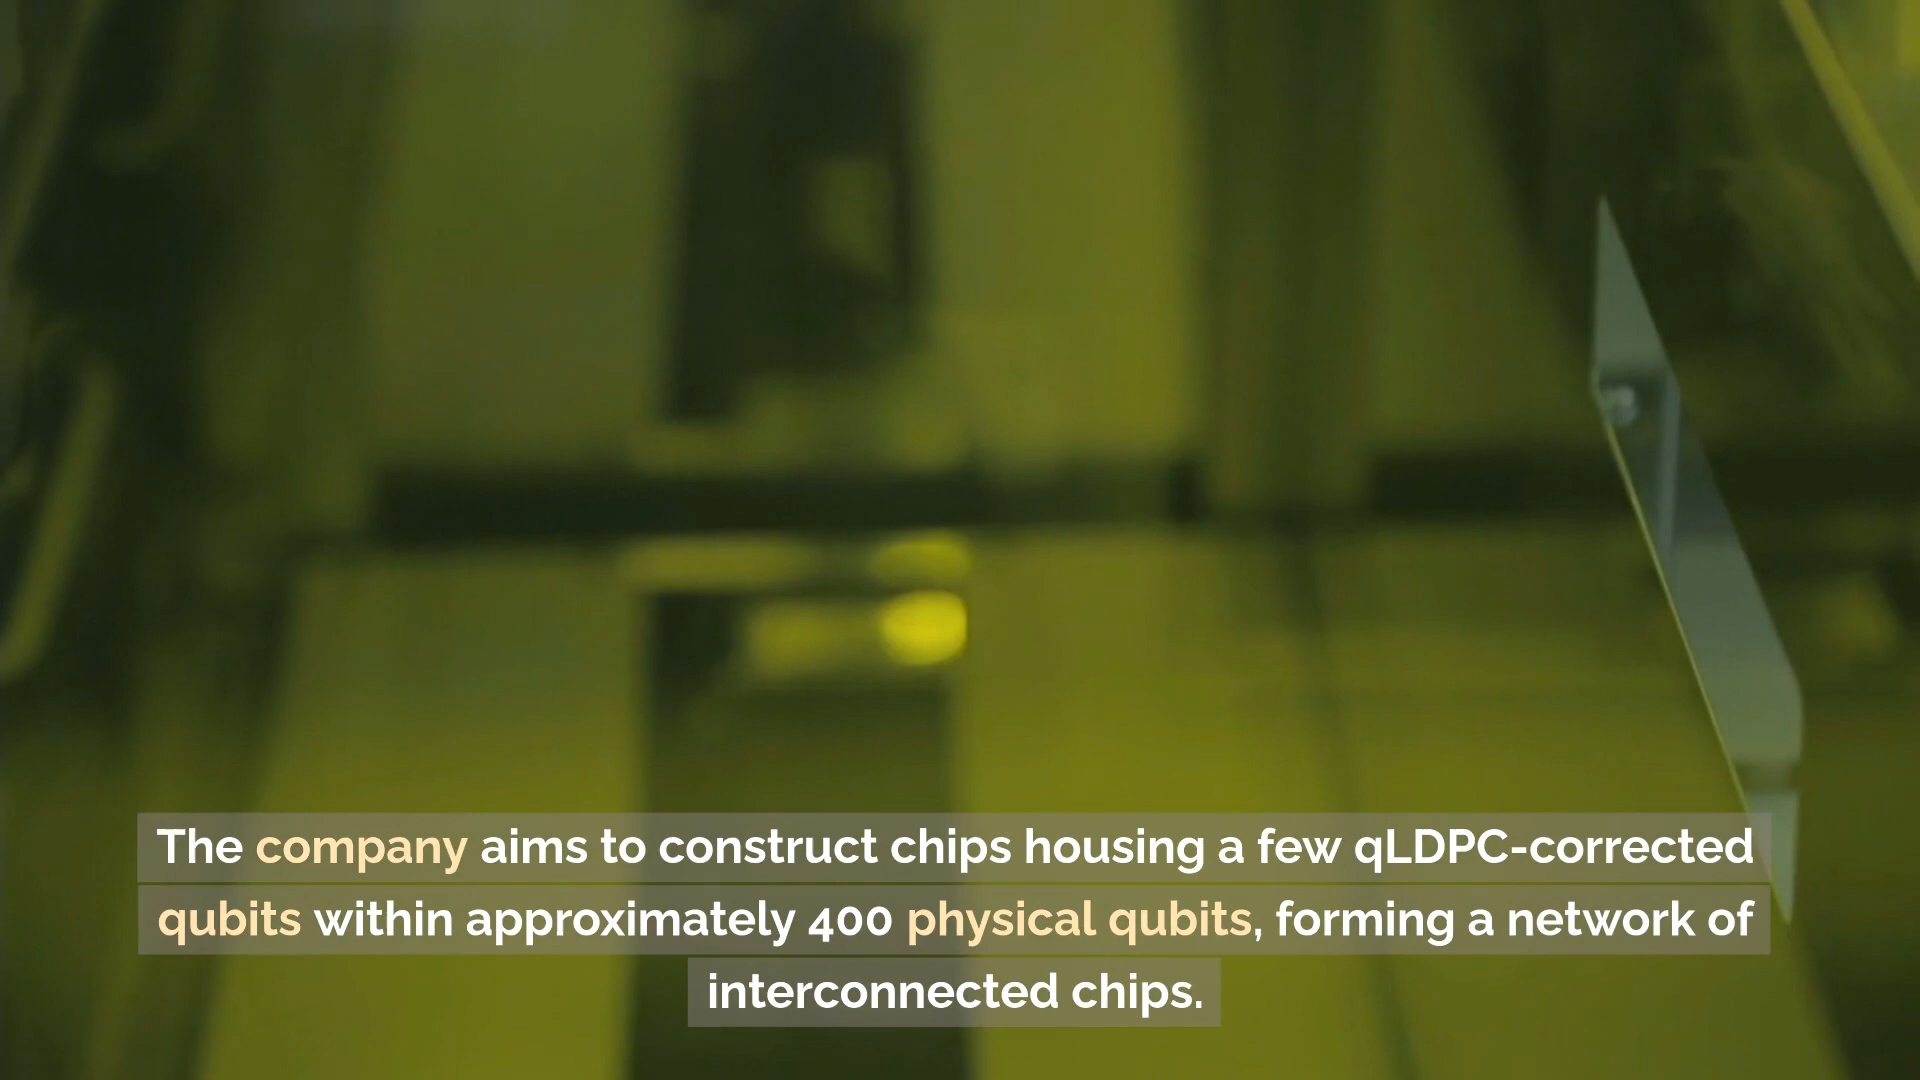 The company aims to construct chips housing a few qLDPC-corrected
qubits within approximately 400 physical qubits, forming a network of
interconnected chips.